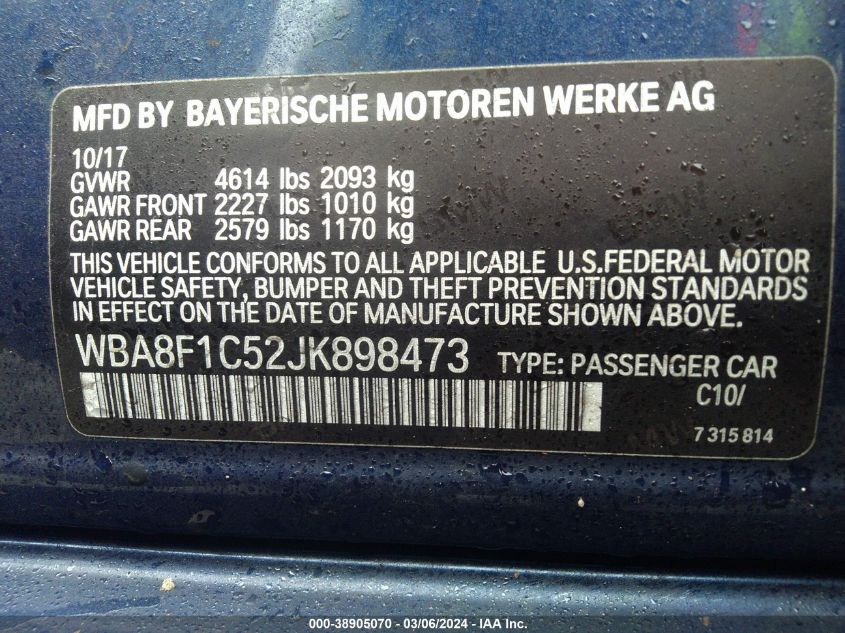 MFD BY BAYERISCHE MOTOREN WERKE AG
10/17
GVWR 4614 lbs 2093 kg
GAWR FRONT 2227 lbs 1010 kg
GAWR REAR 2579 lbs 1170 kg
THIS VEHICLE CONFORMS TO ALL APPLICABLE U.S.FEDERAL MOTOR
VEHICLE SAFETY, BUMPER AND THEFT PREVENTION STANDARDS
IN EFFECT ON THE DATE OF MANUFACTURE SHOWN ABOVE.
WBA8F1C52JK898473 TYPE: PASSENGER CAR
C10/
7 315 814
000-38905070 — 03/06/2024 — IAA Inc.